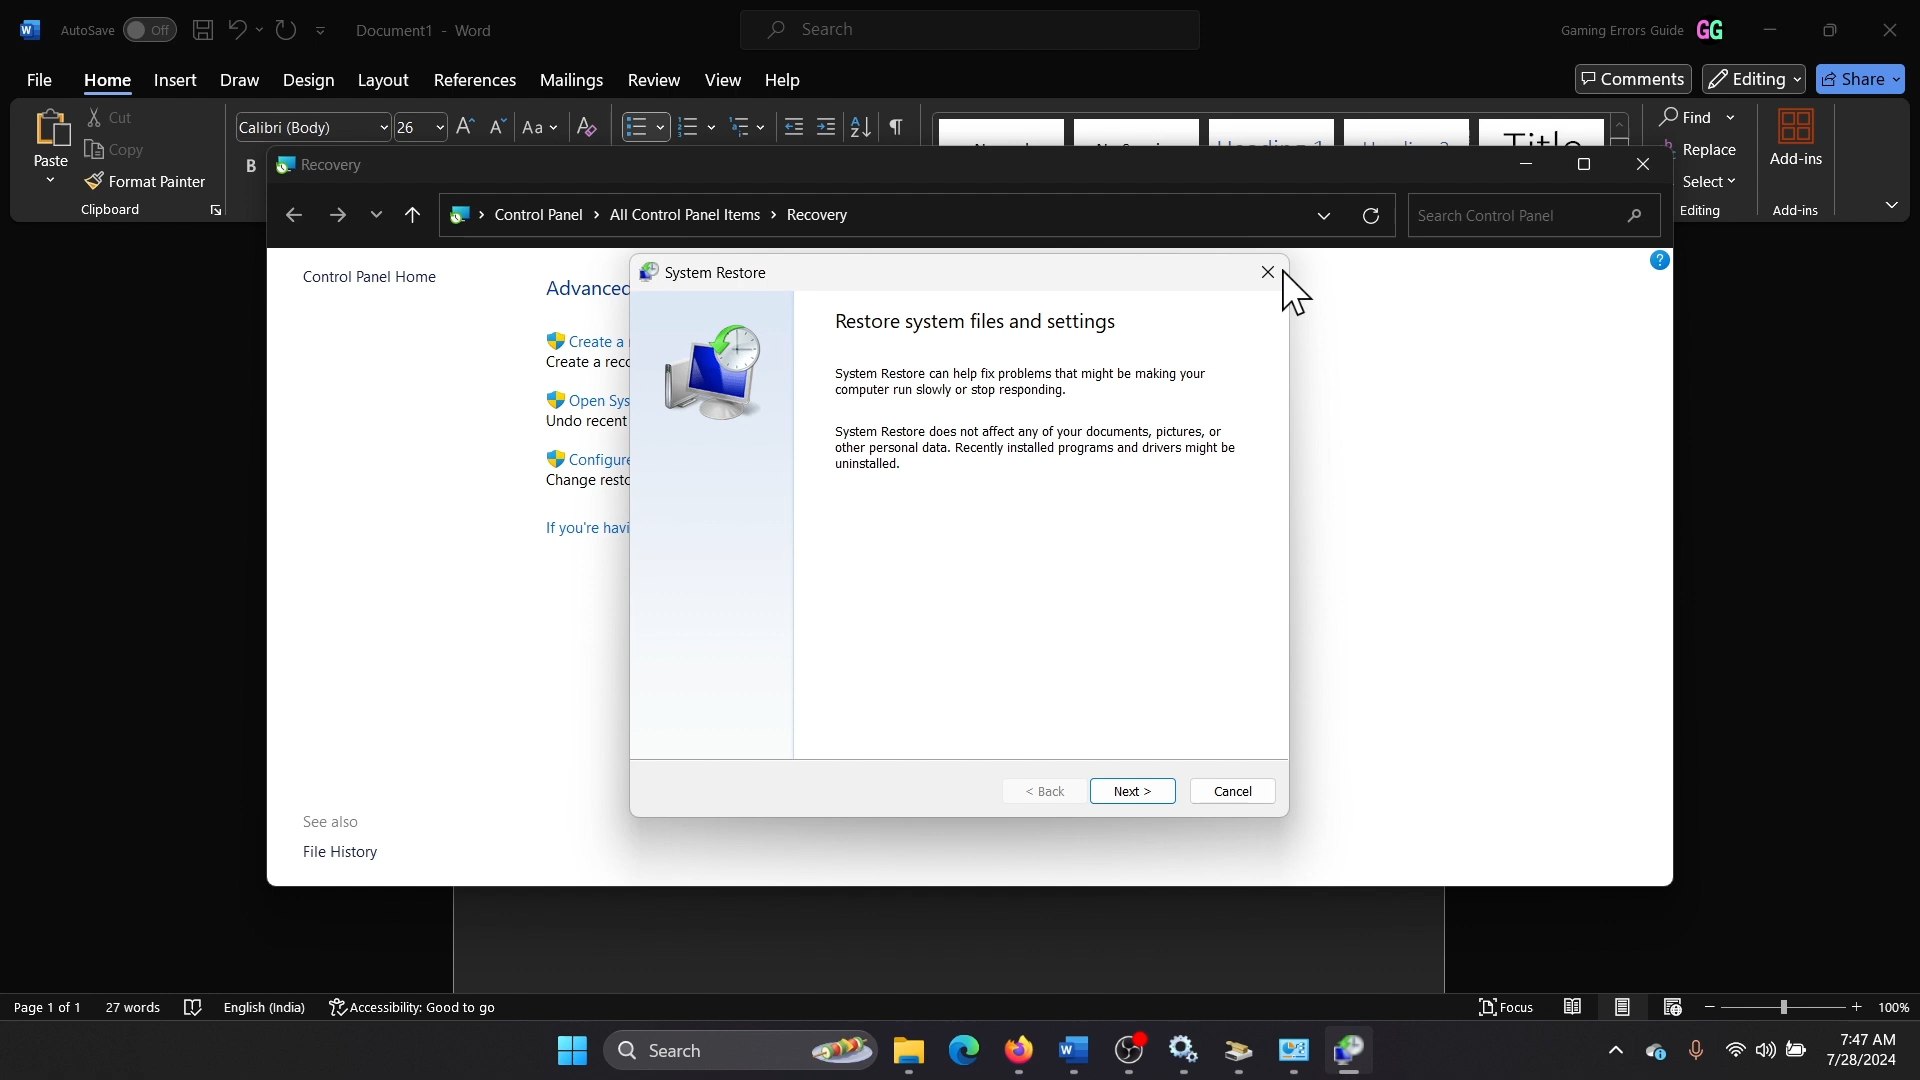 AutoSave Off Document1 - Word Search Gaming Errors Guide GG
File Home Insert Draw Design Layout References Mailings Review View Help Comments Editing Share
Paste Cut Copy Format Painter
Clipboard
Calibri (Body) 26 Aa
B
Find
Replace
Select
Editing
Add-ins
Add-ins
Recovery
Control Panel > All Control Panel Items > Recovery Search Control Panel
Control Panel Home
Advanced
Create a
Create a reco
Open Sys
Undo recent
Configure
Change resto
If you're havi
See also
File History
System Restore
Restore system files and settings
System Restore can help fix problems that might be making your
computer run slowly or stop responding.
System Restore does not affect any of your documents, pictures, or
other personal data. Recently installed programs and drivers might be
uninstalled.
< Back Next > Cancel
Page 1 of 1 27 words English (India) Accessibility: Good to go Focus 100%
Search 7:47 AM
7/28/2024